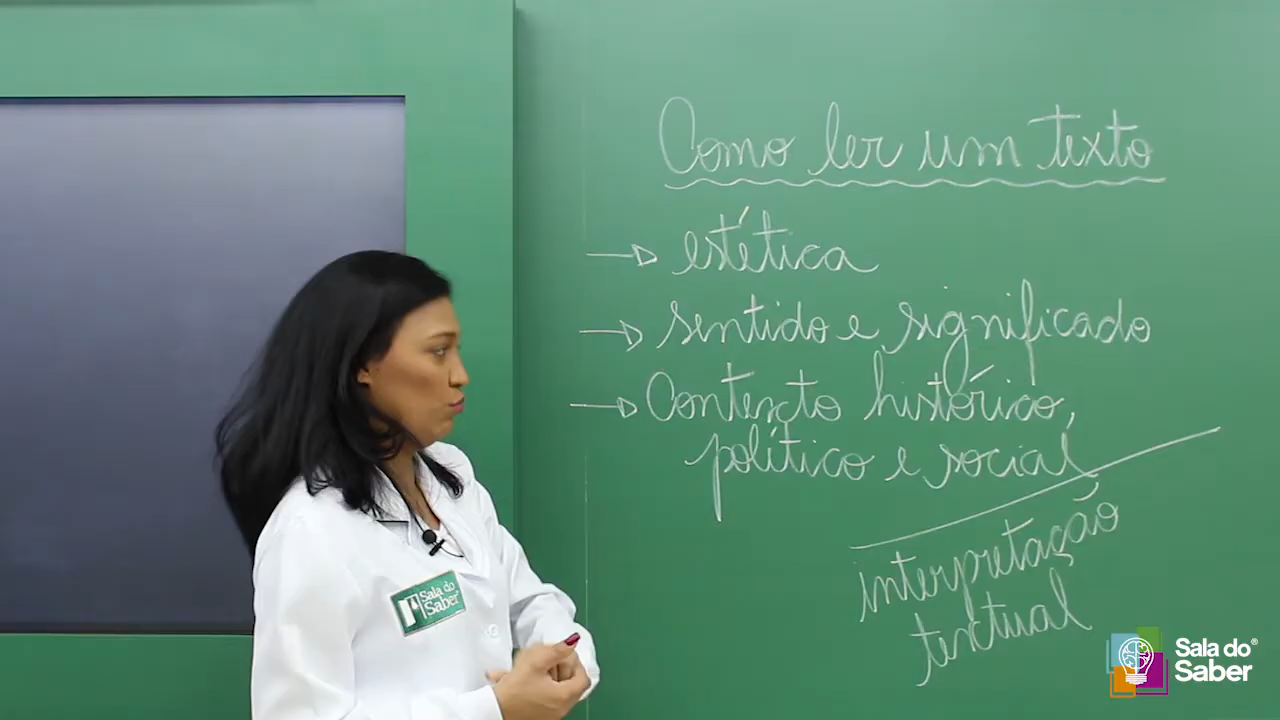 Como ler um texto
estética
sentido e significado
Contexto histórico,
político e social
interpretação
textual
Sala do
Saber
Sala do
Saber®